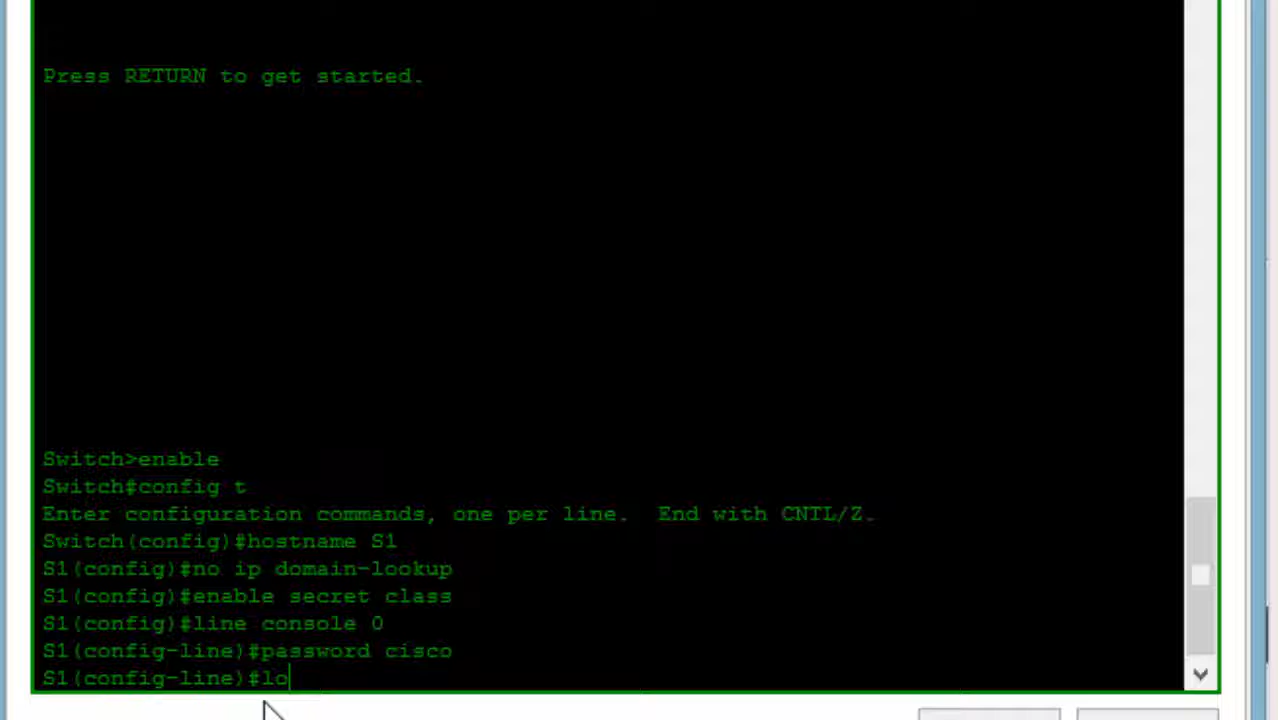 Press RETURN to get started.
Switch>enable
Switch#config t
Enter configuration commands, one per line.  End with CNTL/Z.
Switch(config)#hostname S1
S1(config)#no ip domain-lookup
S1(config)#enable secret class
S1(config)#line console 0
S1(config-line)#password cisco
S1(config-line)#lo